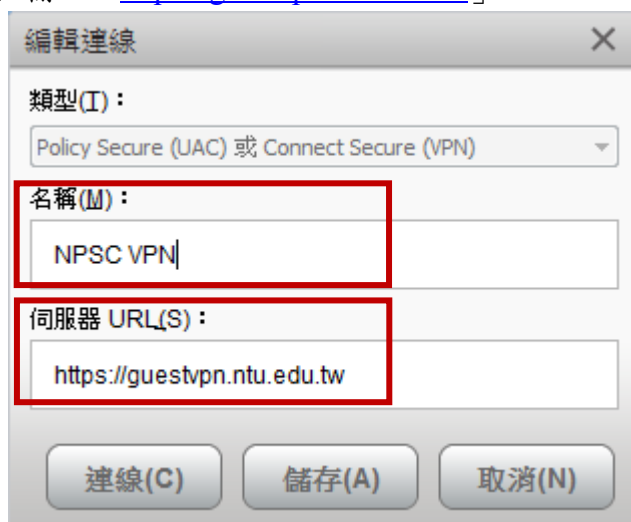 編輯連線
類型(T)：
Policy Secure (UAC) 或 Connect Secure (VPN)
名稱(M)：
NPSC VPN
伺服器 URL(S)：
https://guestvpn.ntu.edu.tw
連線(C) 儲存(A) 取消(N)